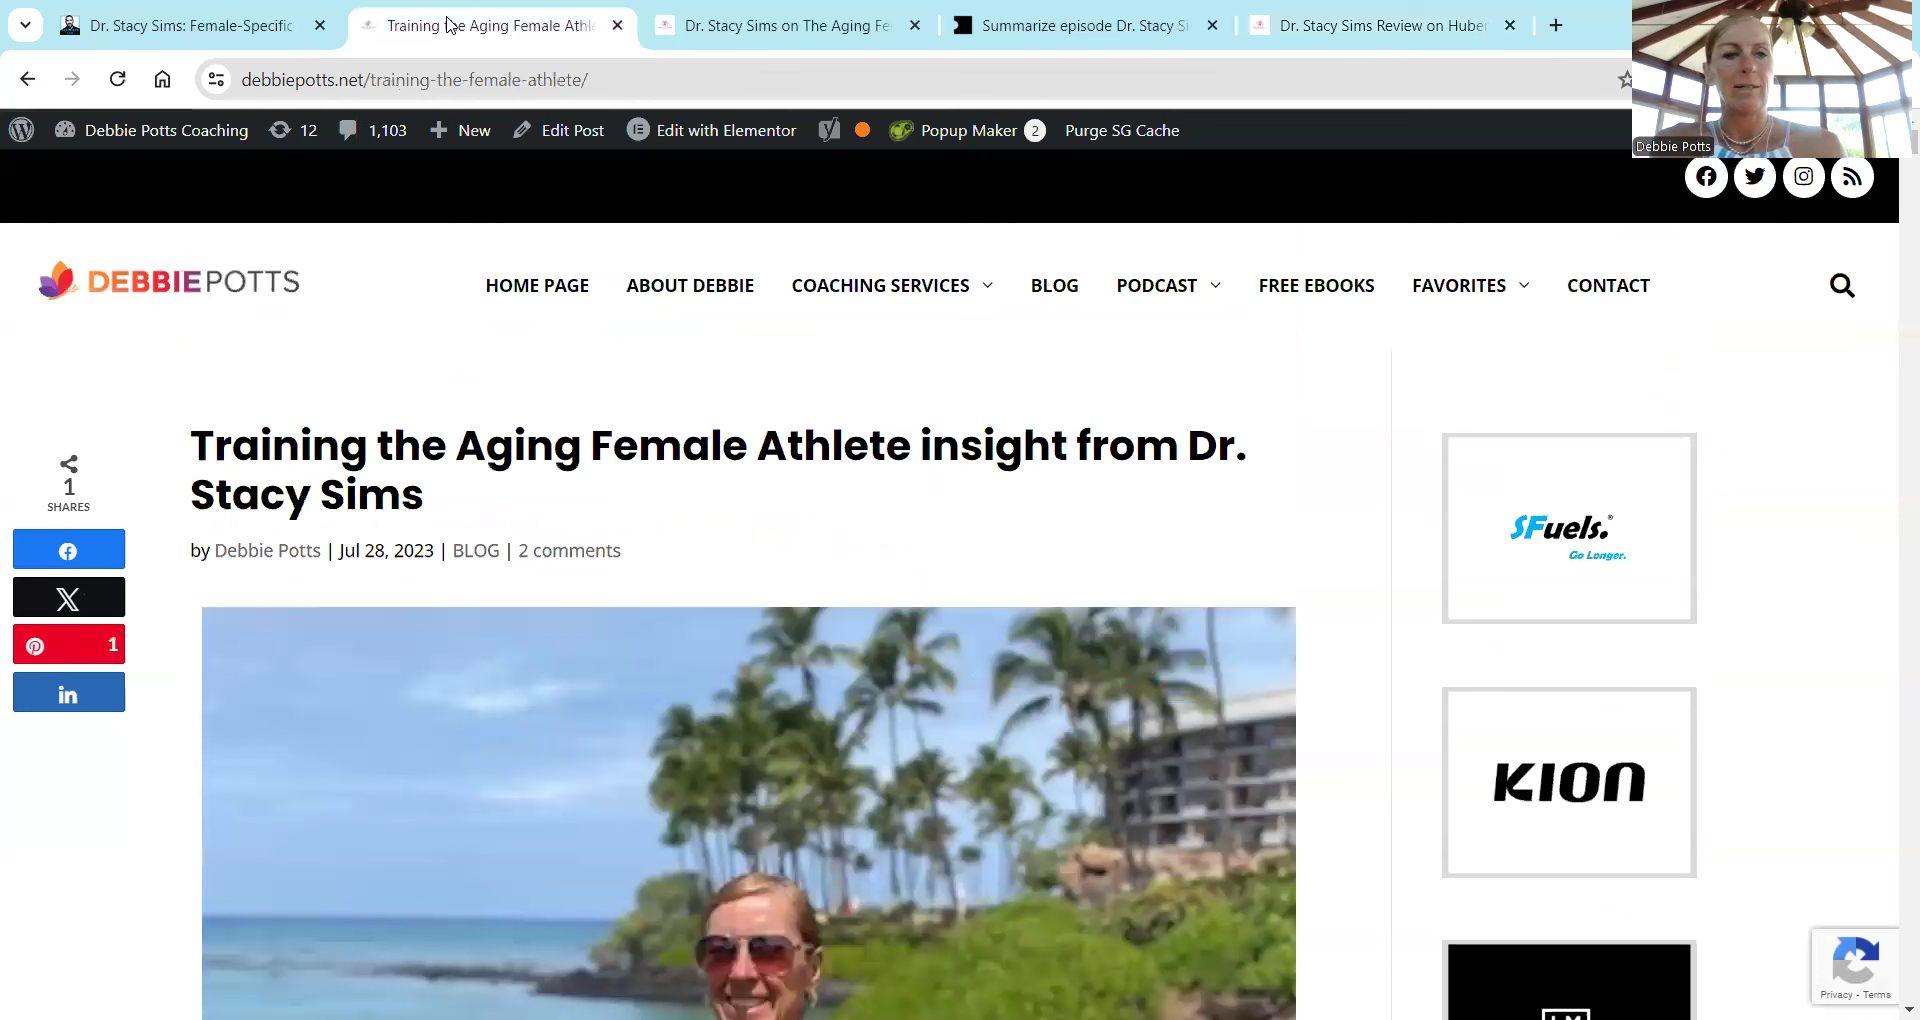 Dr. Stacy Sims: Female-Specific
Training the Aging Female Athl
Dr. Stacy Sims on The Aging Fe
Summarize episode Dr. Stacy Si
Dr. Stacy Sims Review on Huber
debbiepotts.net/training-the-female-athlete/
Debbie Potts Coaching
12
1,103
New
Edit Post
Edit with Elementor
Popup Maker 2
Purge SG Cache
Debbie Potts
DEBBIEPOTTS
HOME PAGE
ABOUT DEBBIE
COACHING SERVICES
BLOG
PODCAST
FREE EBOOKS
FAVORITES
CONTACT
Training the Aging Female Athlete insight from Dr.
Stacy Sims
by Debbie Potts | Jul 28, 2023 | BLOG | 2 comments
1
SHARES
1
in
SFuels.®
Go Longer.
KION
LM
Privacy - Terms